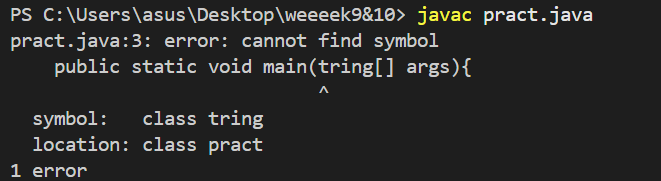 PS C:\Users\asus\Desktop\weeeek9&10> javac pract.java
pract.java:3: error: cannot find symbol
    public static void main(tring[] args){
                            ^
  symbol:   class tring
  location: class pract
1 error